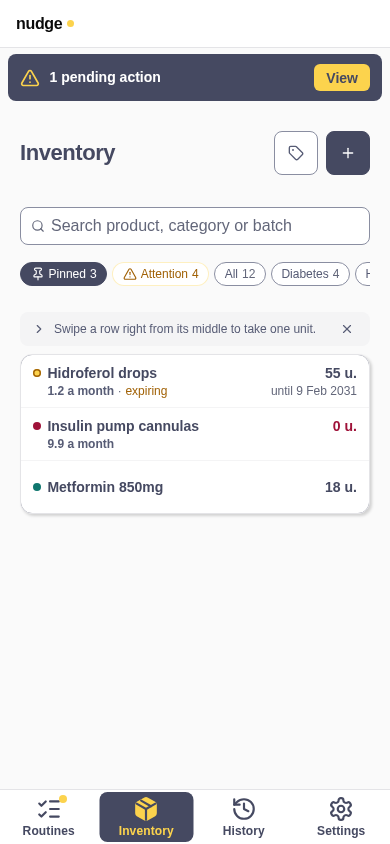 nudge
1 pending action
View
Inventory
Search product, category or batch
Pinned 3
Attention 4
All 12
Diabetes 4
H
Swipe a row right from its middle to take one unit.
Hidroferol drops
55 u.
1.2 a month · expiring
until 9 Feb 2031
Insulin pump cannulas
0 u.
9.9 a month
Metformin 850mg
18 u.
Routines
Inventory
History
Settings